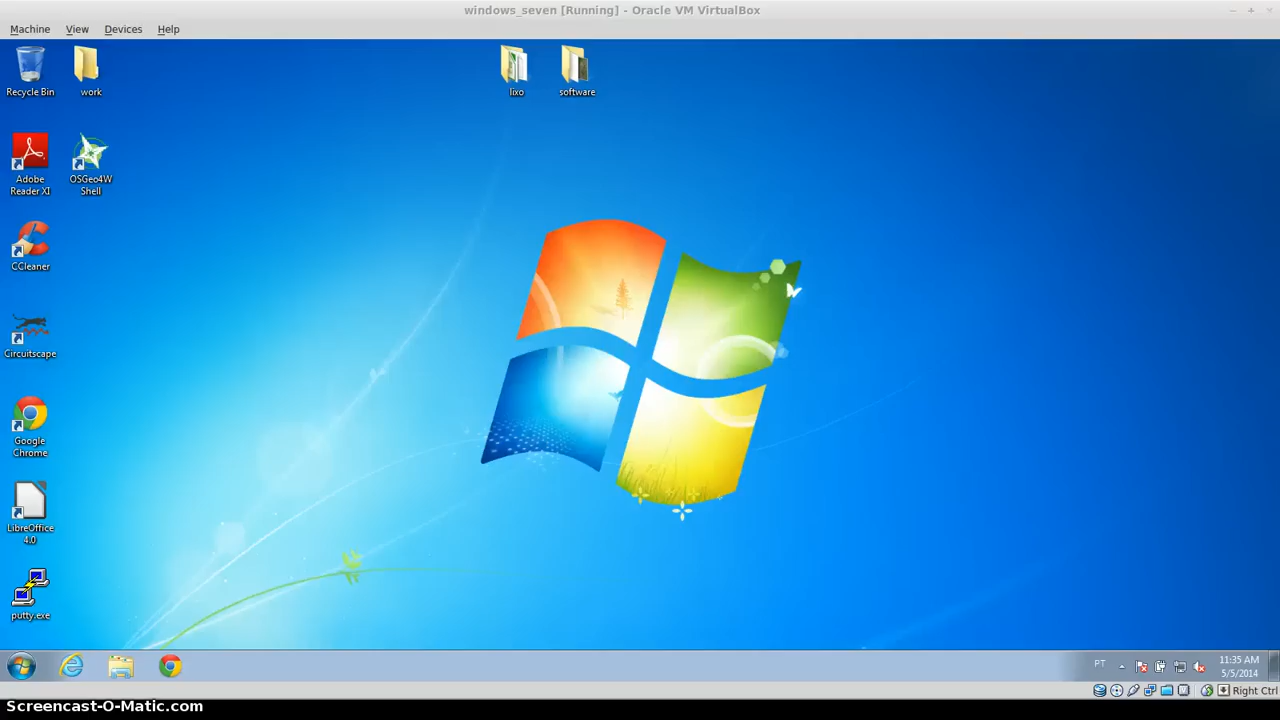 windows_seven [Running] - Oracle VM VirtualBox
Machine View Devices Help
Recycle Bin
work
lixo
software
Adobe
Reader XI
OSGeo4W
Shell
CCleaner
Circuitscape
Google
Chrome
LibreOffice
4.0
putty.exe
PT
11:35 AM
5/5/2014
Right Ctrl
Screencast-O-Matic.com